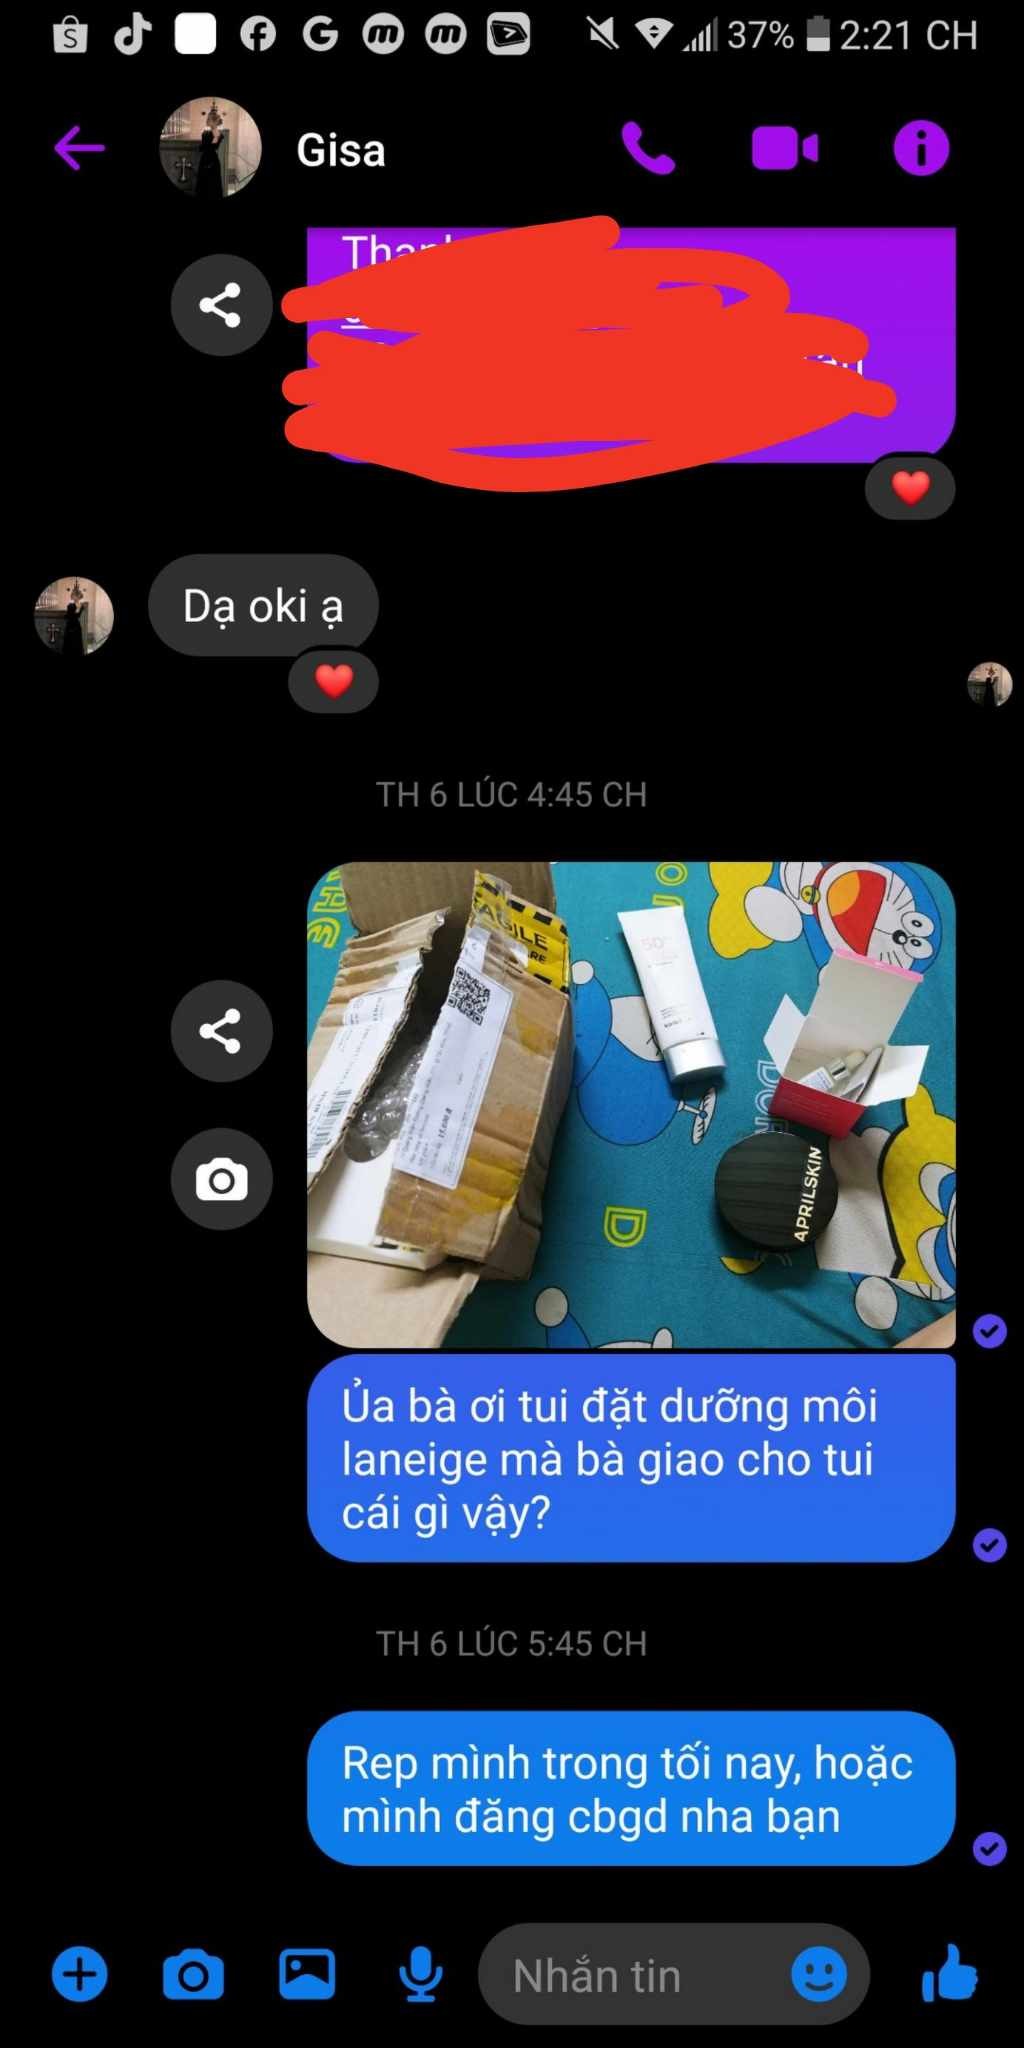 37% 2:21 CH
Gisa
Dạ oki ạ
TH 6 LÚC 4:45 CH
50+
APRILSKIN
D
Ủa bà ơi tui đặt dưỡng môi
laneige mà bà giao cho tui
cái gì vậy?
TH 6 LÚC 5:45 CH
Rep mình trong tối nay, hoặc
mình đăng cbgd nha bạn
Nhắn tin